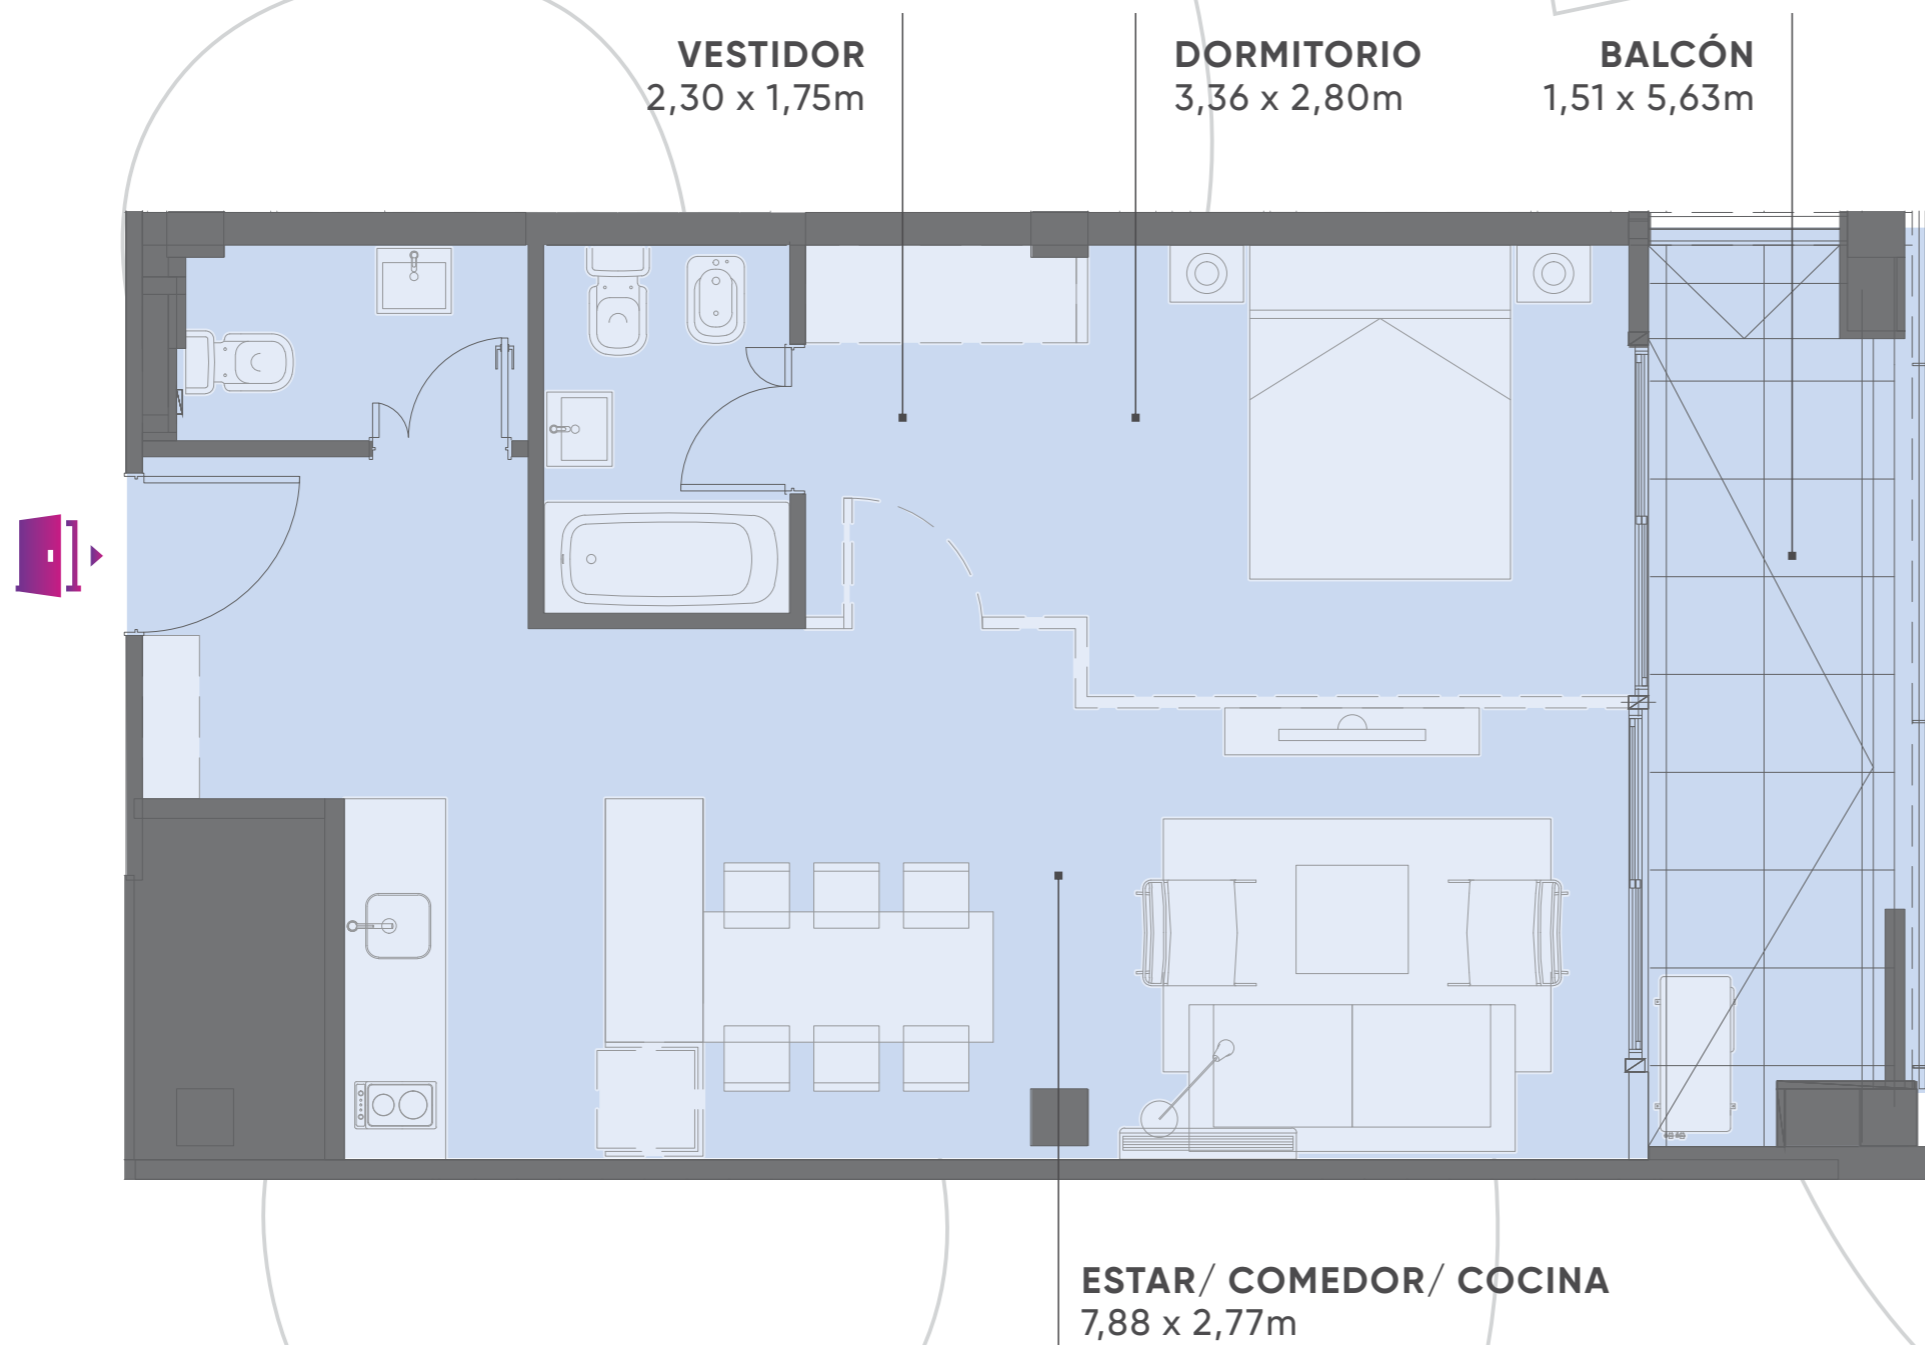 VESTIDOR
2,30 x 1,75m
DORMITORIO
3,36 x 2,80m
BALCÓN
1,51 x 5,63m
ESTAR/ COMEDOR/ COCINA
7,88 x 2,77m